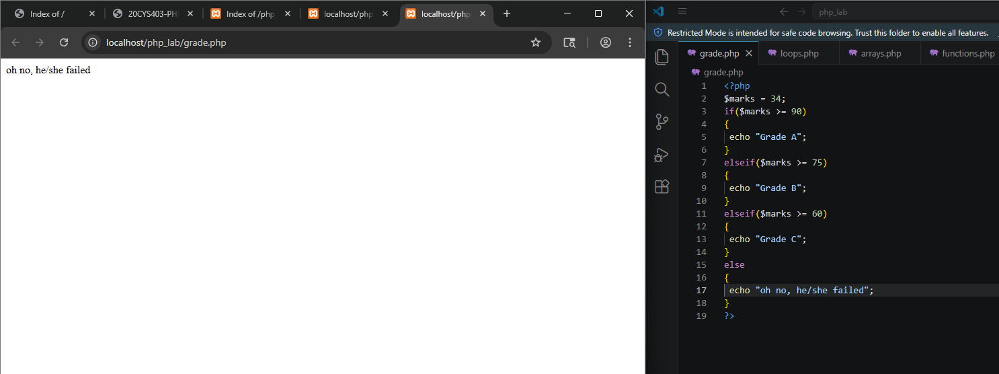 Index of /
20CYS403-PH
Index of /php_
localhost/php
localhost/php
localhost/php_lab/grade.php
oh no, he/she failed
php_lab
Restricted Mode is intended for safe code browsing. Trust this folder to enable all features.
grade.php
loops.php
arrays.php
functions.php
grade.php
1 <?php
2 $marks = 34;
3 if($marks >= 90)
4 {
5 echo "Grade A";
6 }
7 elseif($marks >= 75)
8 {
9 echo "Grade B";
10 }
11 elseif($marks >= 60)
12 {
13 echo "Grade C";
14 }
15 else
16 {
17 echo "oh no, he/she failed";
18 }
19 ?>